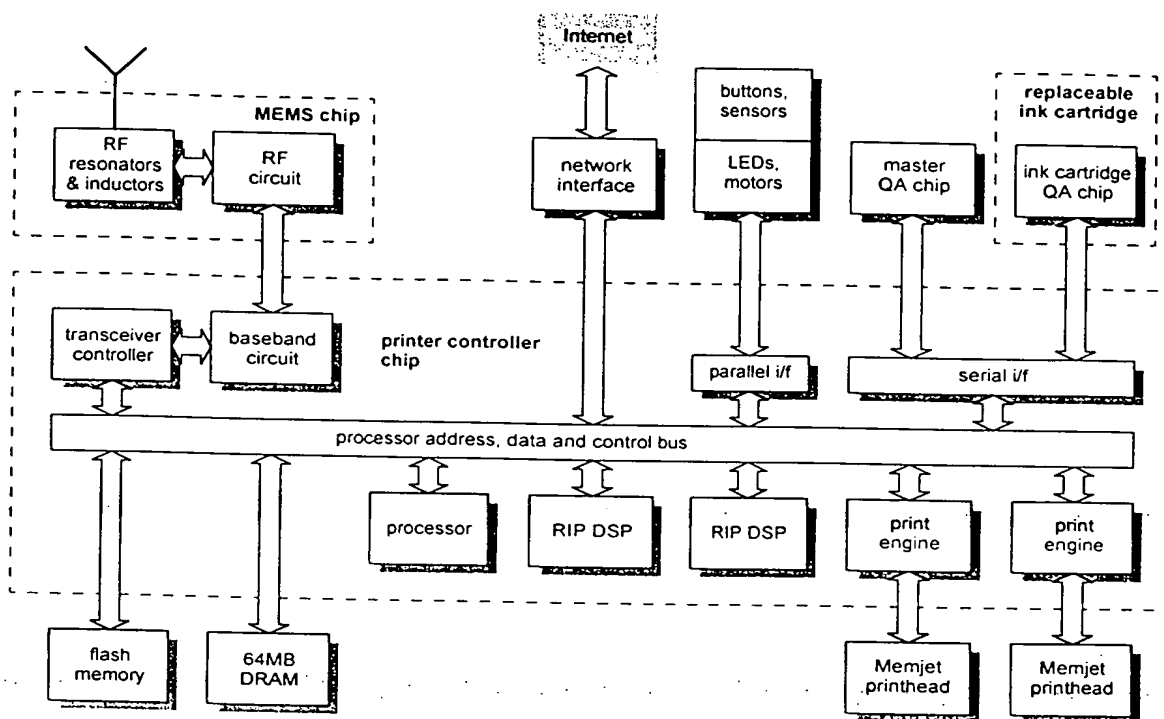 Internet
MEMS chip
RF
resonators
& inductors
RF
circuit
network
interface
buttons,
sensors
LEDs,
motors
master
QA chip
replaceable
ink cartridge
ink cartridge
QA chip
transceiver
controller
baseband
circuit
printer controller
chip
parallel i/f
serial i/f
processor address, data and control bus
processor
RIP DSP
RIP DSP
print
engine
print
engine
flash
memory
64MB
DRAM
Memjet
printhead
Memjet
printhead